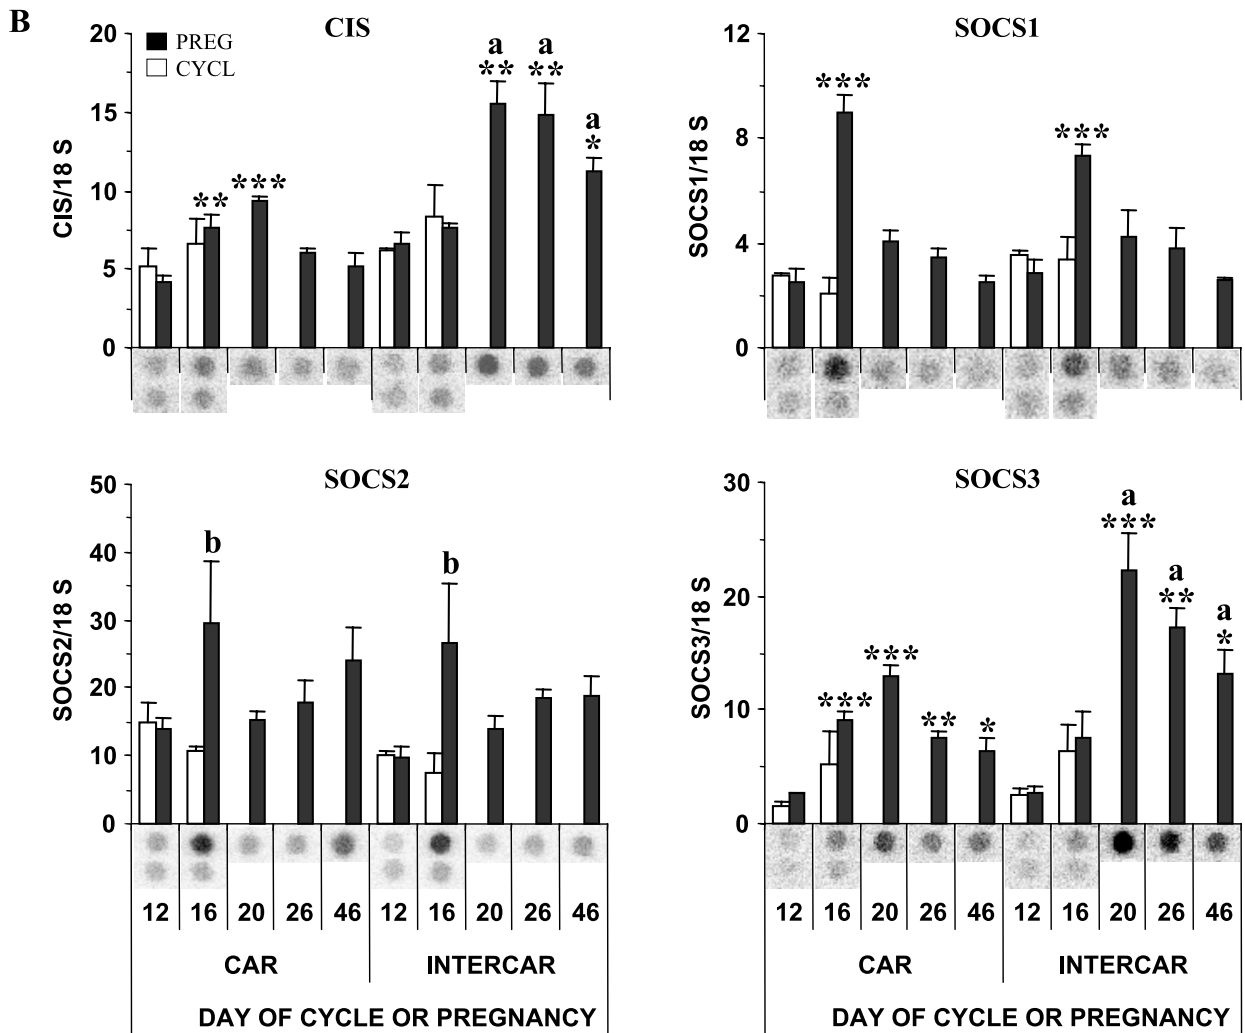 B
CIS
PREG
CYCL
CIS/18 S
20
15
10
5
0
**
***
a
**
a
**
a
*
SOCS1
SOCS1/18 S
12
8
4
0
***
***
SOCS2
SOCS2/18 S
50
40
30
20
10
0
b
b
12 16 20 26 46 12 16 20 26 46
CAR INTERCAR
DAY OF CYCLE OR PREGNANCY
SOCS3
SOCS3/18 S
30
20
10
0
***
***
**
*
a
***
a
**
a
*
12 16 20 26 46 12 16 20 26 46
CAR INTERCAR
DAY OF CYCLE OR PREGNANCY